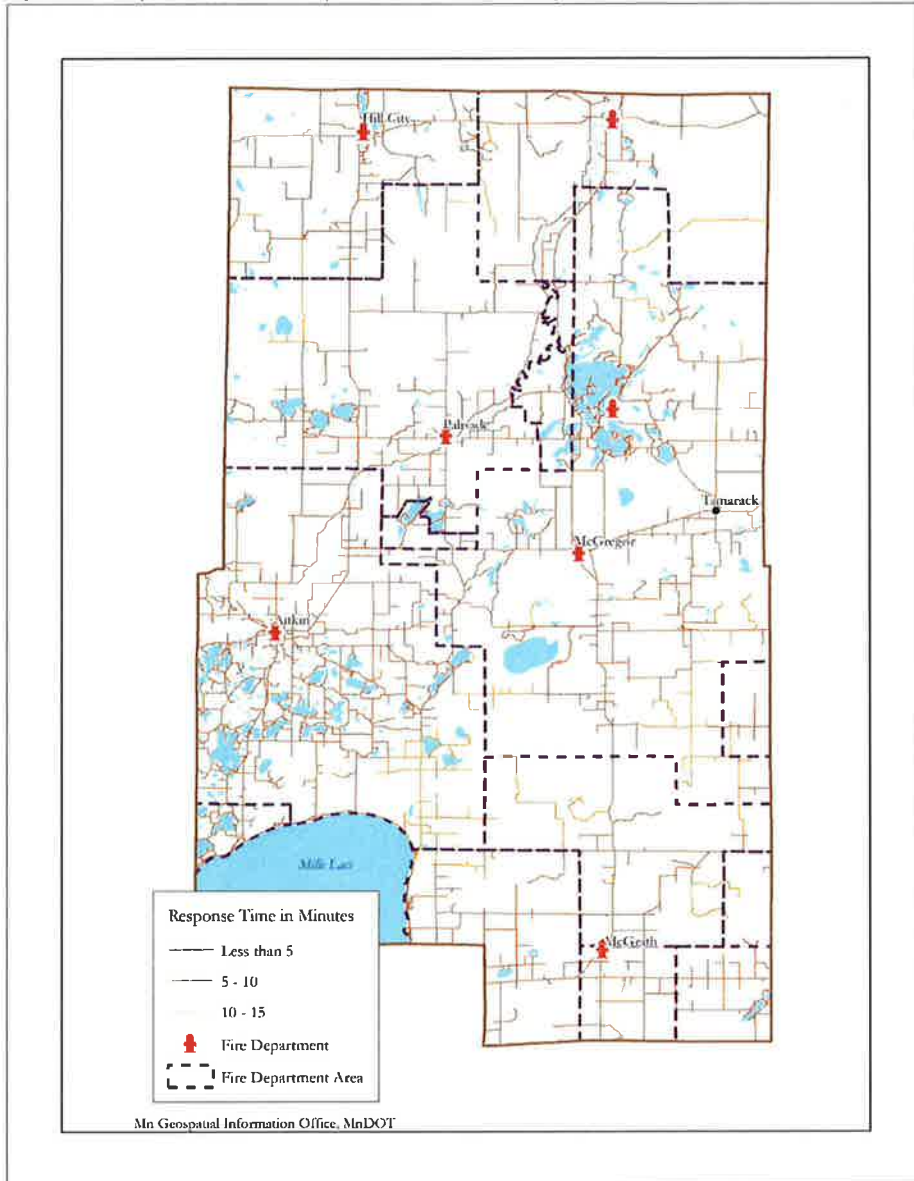 Hill City
Palisade
Tamarack
McGregor
Aitkin
Mille Lacs
McGrath
Response Time in Minutes
Less than 5
5 - 10
10 - 15
Fire Department
Fire Department Area
Mn Geospatial Information Office, MnDOT